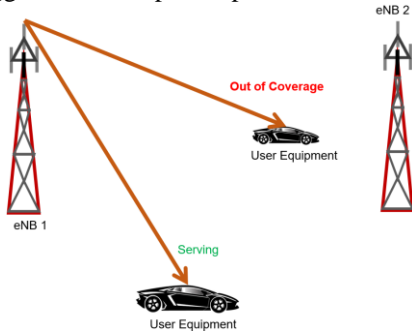 eNB 2
Out of Coverage
User Equipment
eNB 1
Serving
User Equipment